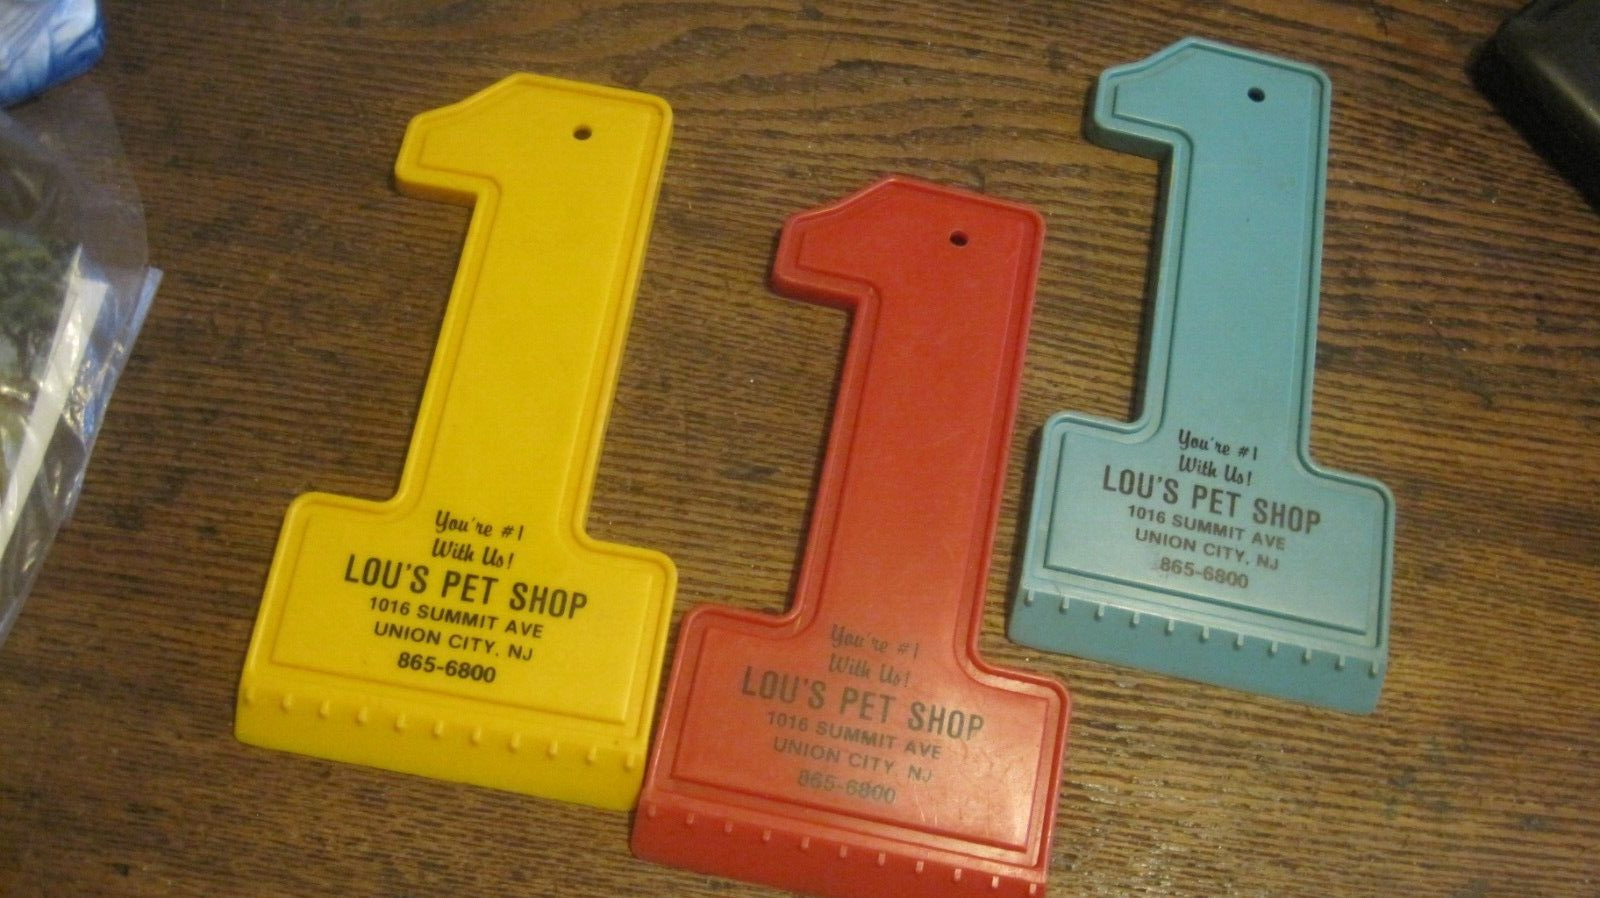 You're #1
With Us!
LOU'S PET SHOP
1016 SUMMIT AVE
UNION CITY, NJ
865-6800
You're #1
With Us!
LOU'S PET SHOP
1016 SUMMIT AVE
UNION CITY, NJ
865-6800
You're #1
With Us!
LOU'S PET SHOP
1016 SUMMIT AVE
UNION CITY, NJ
865-6800